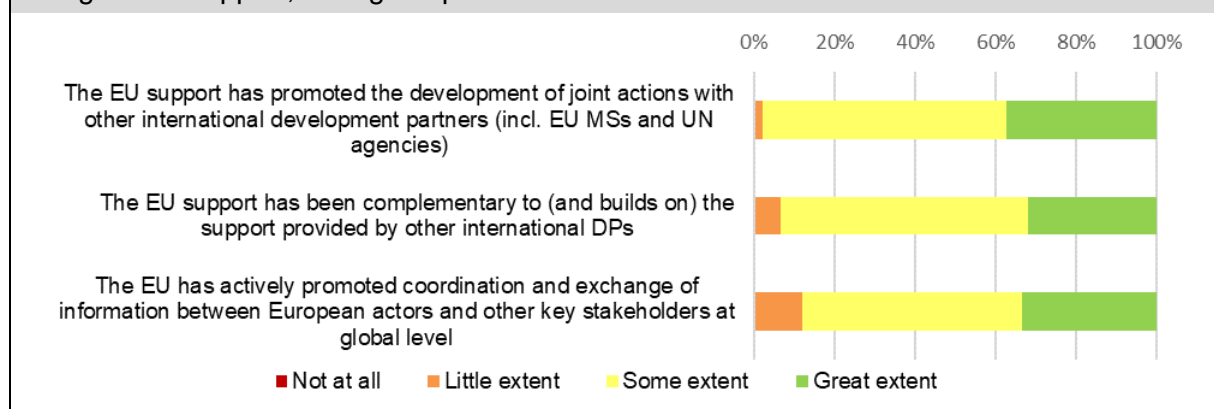 0% 20% 40% 60% 80% 100%
The EU support has promoted the development of joint actions with
other international development partners (incl. EU MSs and UN
agencies)
The EU support has been complementary to (and builds on) the
support provided by other international DPs
The EU has actively promoted coordination and exchange of
information between European actors and other key stakeholders at
global level
Not at all Little extent Some extent Great extent